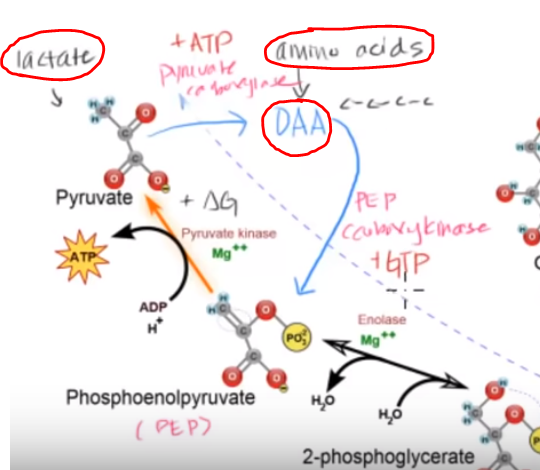 lactate
+ ATP
pyruvate
carboxylase
amino acids
OAA
C-C-C-C
Pyruvate
+ ΔG
Pyruvate kinase
Mg++
ATP
ADP
H+
PEP
carboxykinase
+GTP
Enolase
Mg++
PO3 2-
H2O
H2O
Phosphoenolpyruvate
(PEP)
2-phosphoglycerate